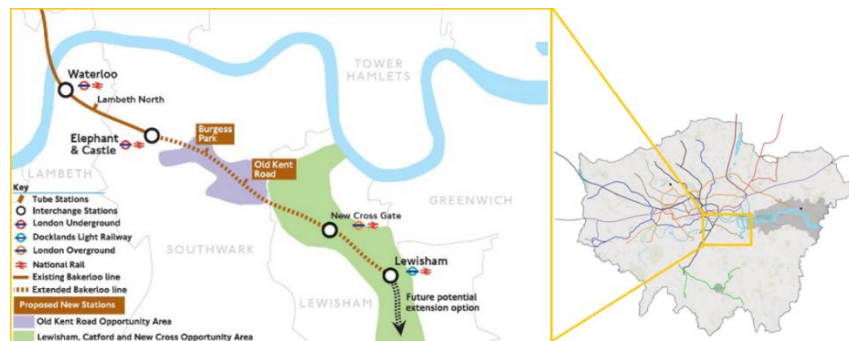 TOWER
HAMLETS
Waterloo
Lambeth North
Elephant
& Castle
Burgess
Park
Old Kent
Road
LAMBETH
GREENWICH
New Cross Gate
SOUTHWARK
Lewisham
LEWISHAM
Future potential
extension option
Key
Tube Stations
Interchange Stations
London Underground
Docklands Light Railway
London Overground
National Rail
Existing Bakerloo line
Extended Bakerloo line
Proposed New Stations
Old Kent Road Opportunity Area
Lewisham, Catford and New Cross Opportunity Area